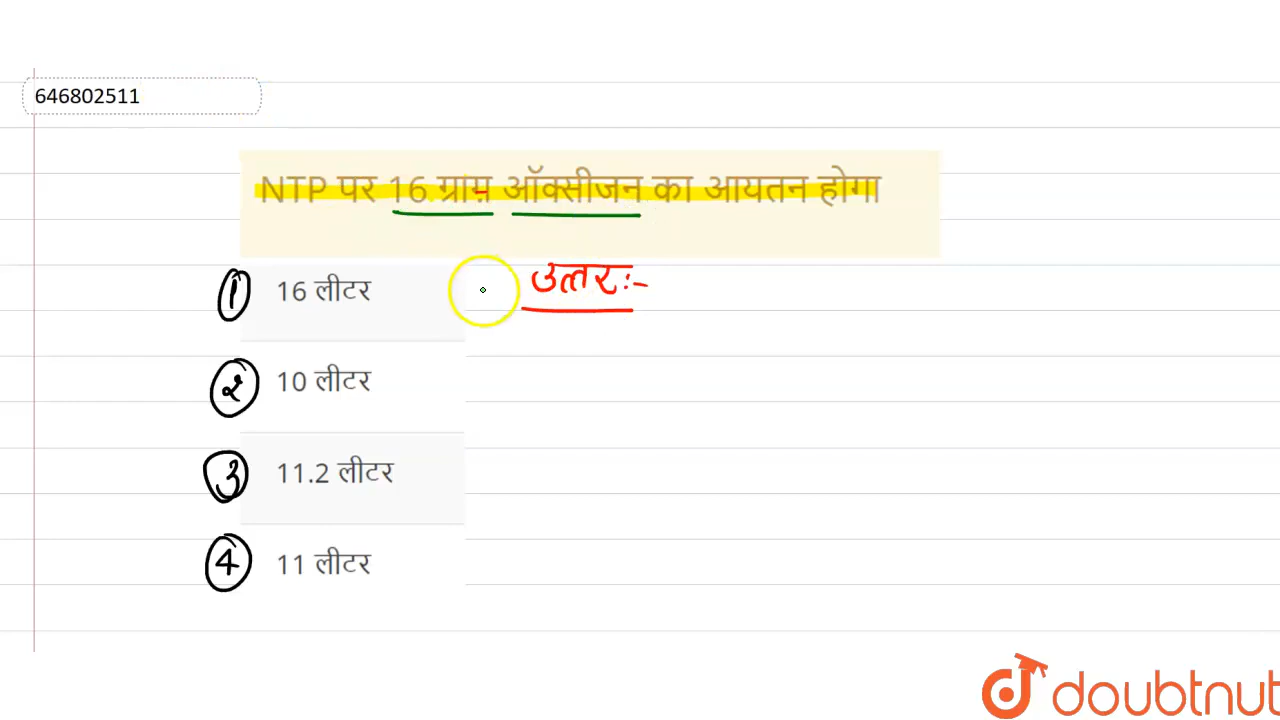 646802511
NTP पर 16 ग्राम ऑक्सीजन का आयतन होगा
उत्तरः-
1 16 लीटर
२ 10 लीटर
3 11.2 लीटर
4 11 लीटर
doubtnut